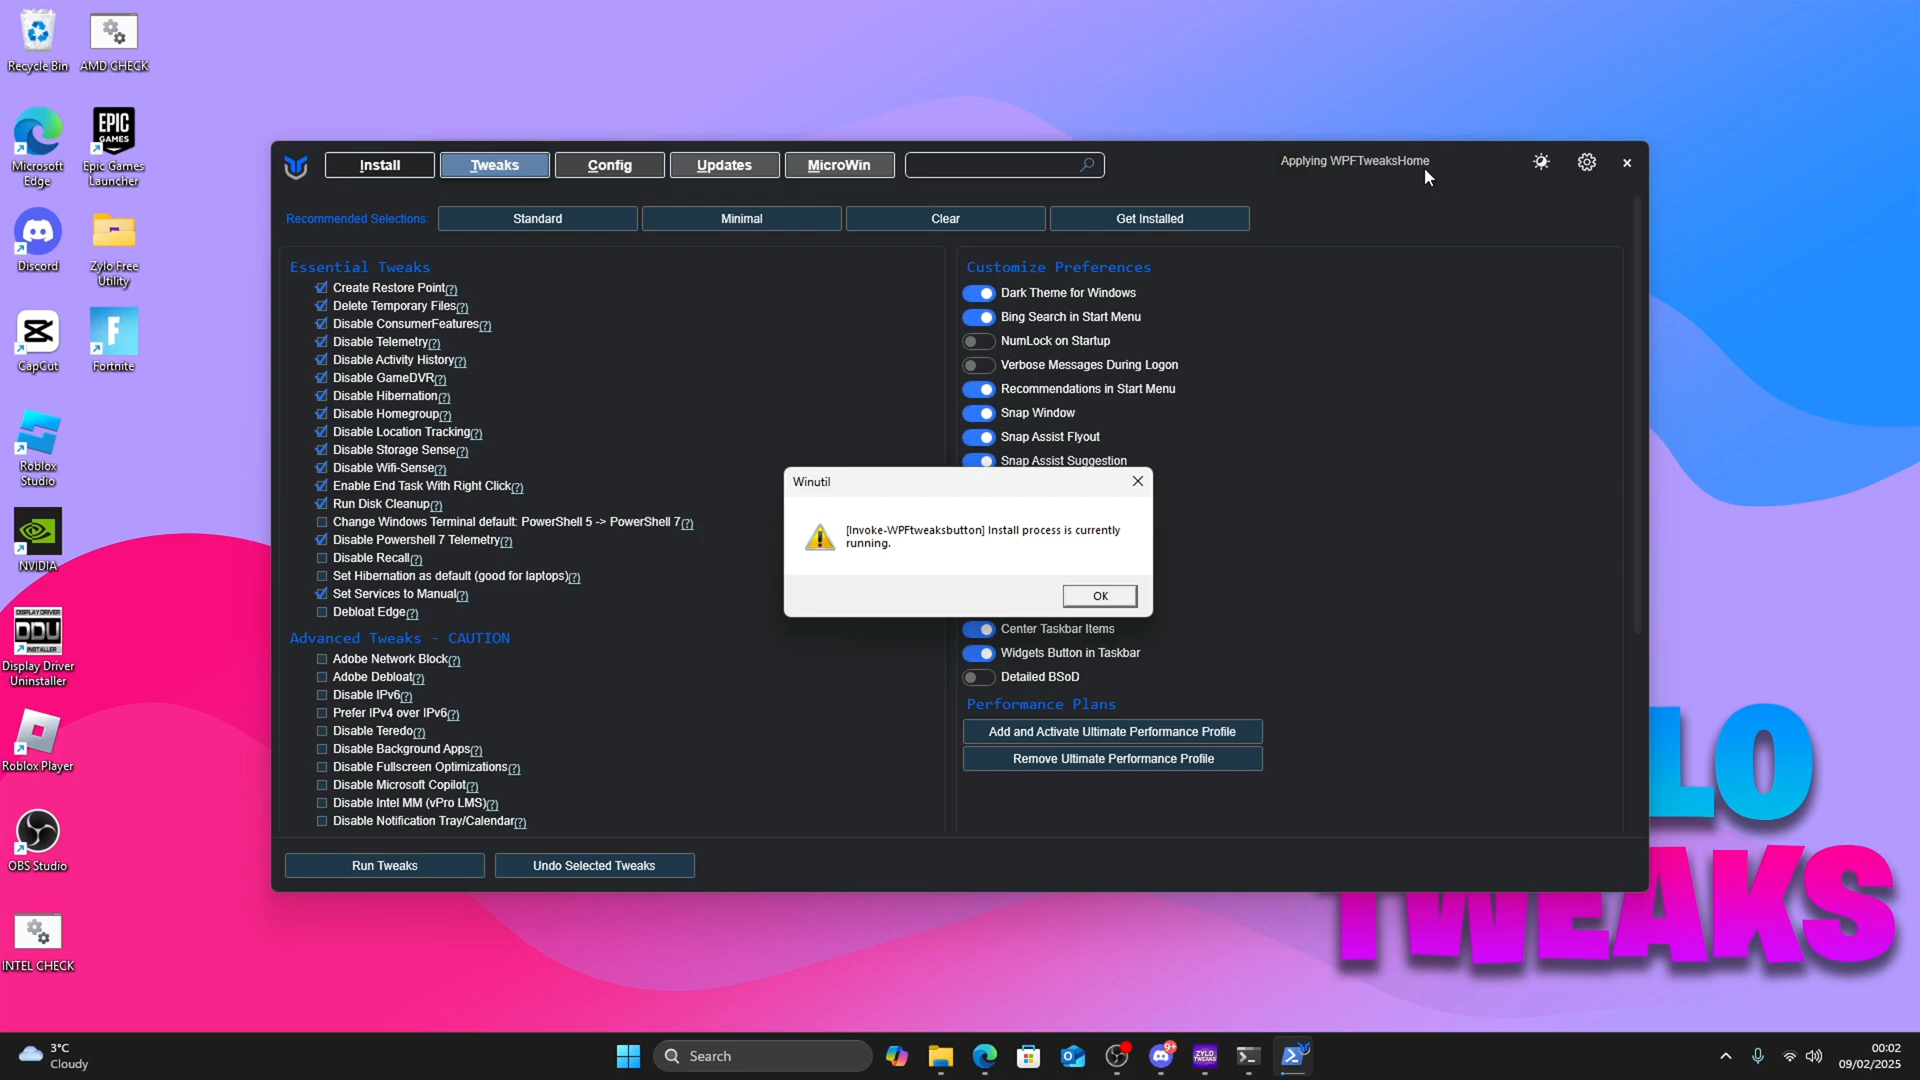 Recycle Bin
AMD CHECK
Microsoft
Edge
EPIC
GAMES
Epic Games
Launcher
Discord
Zylo Free
Utility
CapCut
F
Fortnite
Roblox
Studio
NVIDIA
DISPLAY DRIVER
DDU
INSTALLER
Display Driver
Uninstaller
Roblox Player
OBS Studio
INTEL CHECK
Install
Tweaks
Config
Updates
MicroWin
Applying WPFTweaksHome
Recommended Selections:
Standard
Minimal
Clear
Get Installed
Essential Tweaks
Create Restore Point(?)
Delete Temporary Files(?)
Disable ConsumerFeatures(?)
Disable Telemetry(?)
Disable Activity History(?)
Disable GameDVR(?)
Disable Hibernation(?)
Disable Homegroup(?)
Disable Location Tracking(?)
Disable Storage Sense(?)
Disable Wifi-Sense(?)
Enable End Task With Right Click(?)
Run Disk Cleanup(?)
Change Windows Terminal default: PowerShell 5 -> PowerShell 7(?)
Disable Powershell 7 Telemetry(?)
Disable Recall(?)
Set Hibernation as default (good for laptops)(?)
Set Services to Manual(?)
Debloat Edge(?)
Advanced Tweaks - CAUTION
Adobe Network Block(?)
Adobe Debloat(?)
Disable IPv6(?)
Prefer IPv4 over IPv6(?)
Disable Teredo(?)
Disable Background Apps(?)
Disable Fullscreen Optimizations(?)
Disable Microsoft Copilot(?)
Disable Intel MM (vPro LMS)(?)
Disable Notification Tray/Calendar(?)
Customize Preferences
Dark Theme for Windows
Bing Search in Start Menu
NumLock on Startup
Verbose Messages During Logon
Recommendations in Start Menu
Snap Window
Snap Assist Flyout
Snap Assist Suggestion
Winutil
[Invoke-WPFtweaksbutton] Install process is currently
running.
OK
Center Taskbar Items
Widgets Button in Taskbar
Detailed BSoD
Performance Plans
Add and Activate Ultimate Performance Profile
Remove Ultimate Performance Profile
Run Tweaks
Undo Selected Tweaks
LO
TWEAKS
3°C
Cloudy
Search
9+
ZYLO
TWEAKS
00:02
09/02/2025